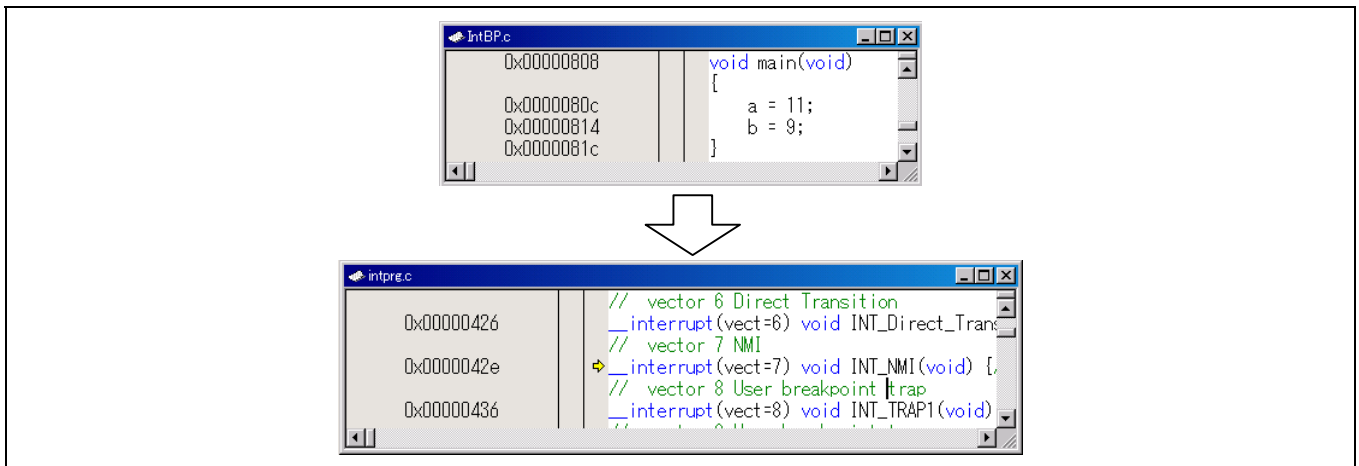 IntBP.c
0x00000808 void main(void)
{
0x0000080c a = 11;
0x00000814 b = 9;
0x0000081c }
intprg.c
// vector 6 Direct Transition
0x00000426 __interrupt(vect=6) void INT_Direct_Trans
// vector 7 NMI
0x0000042e __interrupt(vect=7) void INT_NMI(void) {
// vector 8 User breakpoint trap
0x00000436 __interrupt(vect=8) void INT_TRAP1(void)